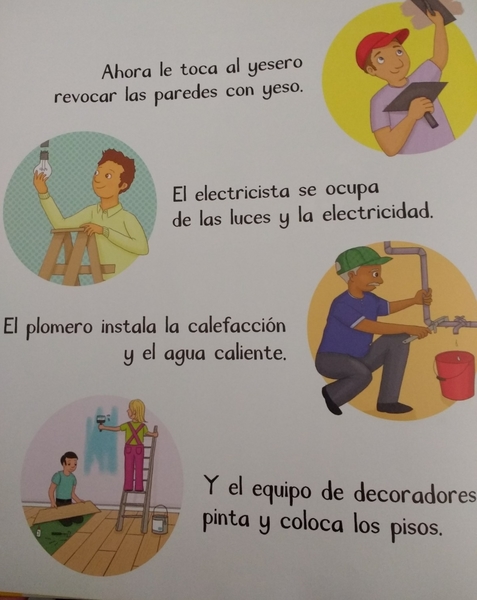 Ahora le toca al yesero
revocar las paredes con yeso.
El electricista se ocupa
de las luces y la electricidad.
El plomero instala la calefacción
y el agua caliente.
Y el equipo de decoradores
pinta y coloca los pisos.